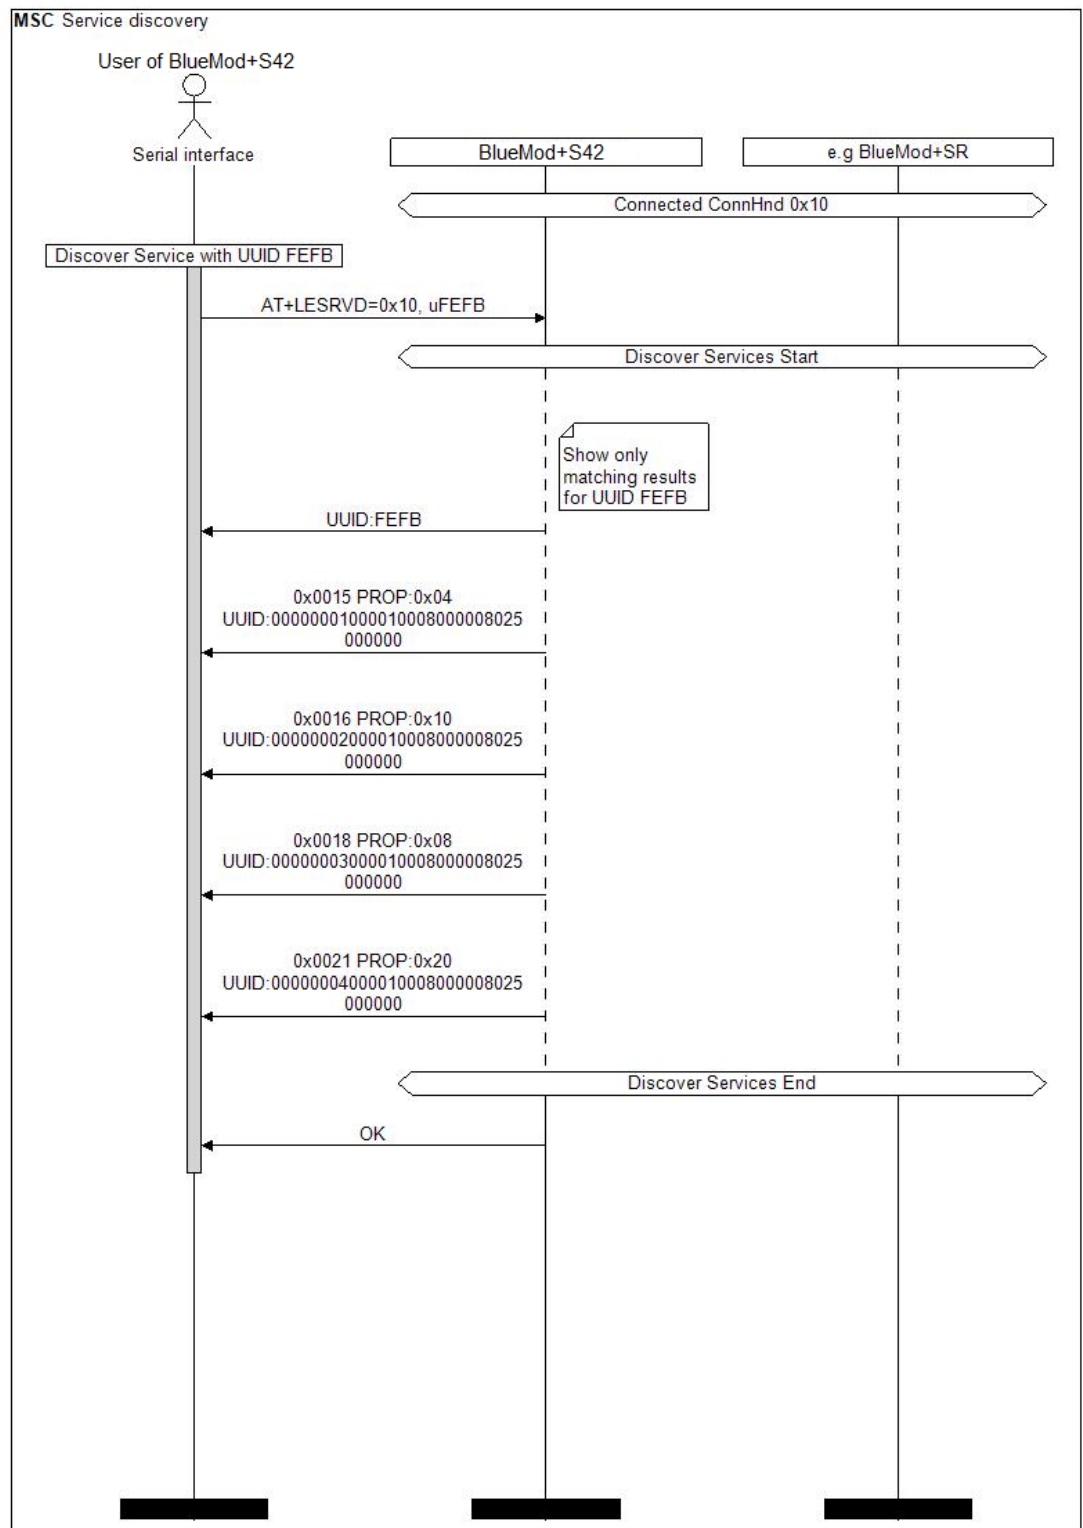 MSC Service discovery
User of BlueMod+S42
Serial interface
BlueMod+S42
e.g BlueMod+SR
Connected ConnHnd 0x10
Discover Service with UUID FEFB
AT+LESRVD=0x10, uFEFB
Discover Services Start
Show only
matching results
for UUID FEFB
UUID:FEFB
0x0015 PROP:0x04
UUID:00000001000010008000008025
000000
0x0016 PROP:0x10
UUID:00000002000010008000008025
000000
0x0018 PROP:0x08
UUID:00000003000010008000008025
000000
0x0021 PROP:0x20
UUID:00000004000010008000008025
000000
Discover Services End
OK